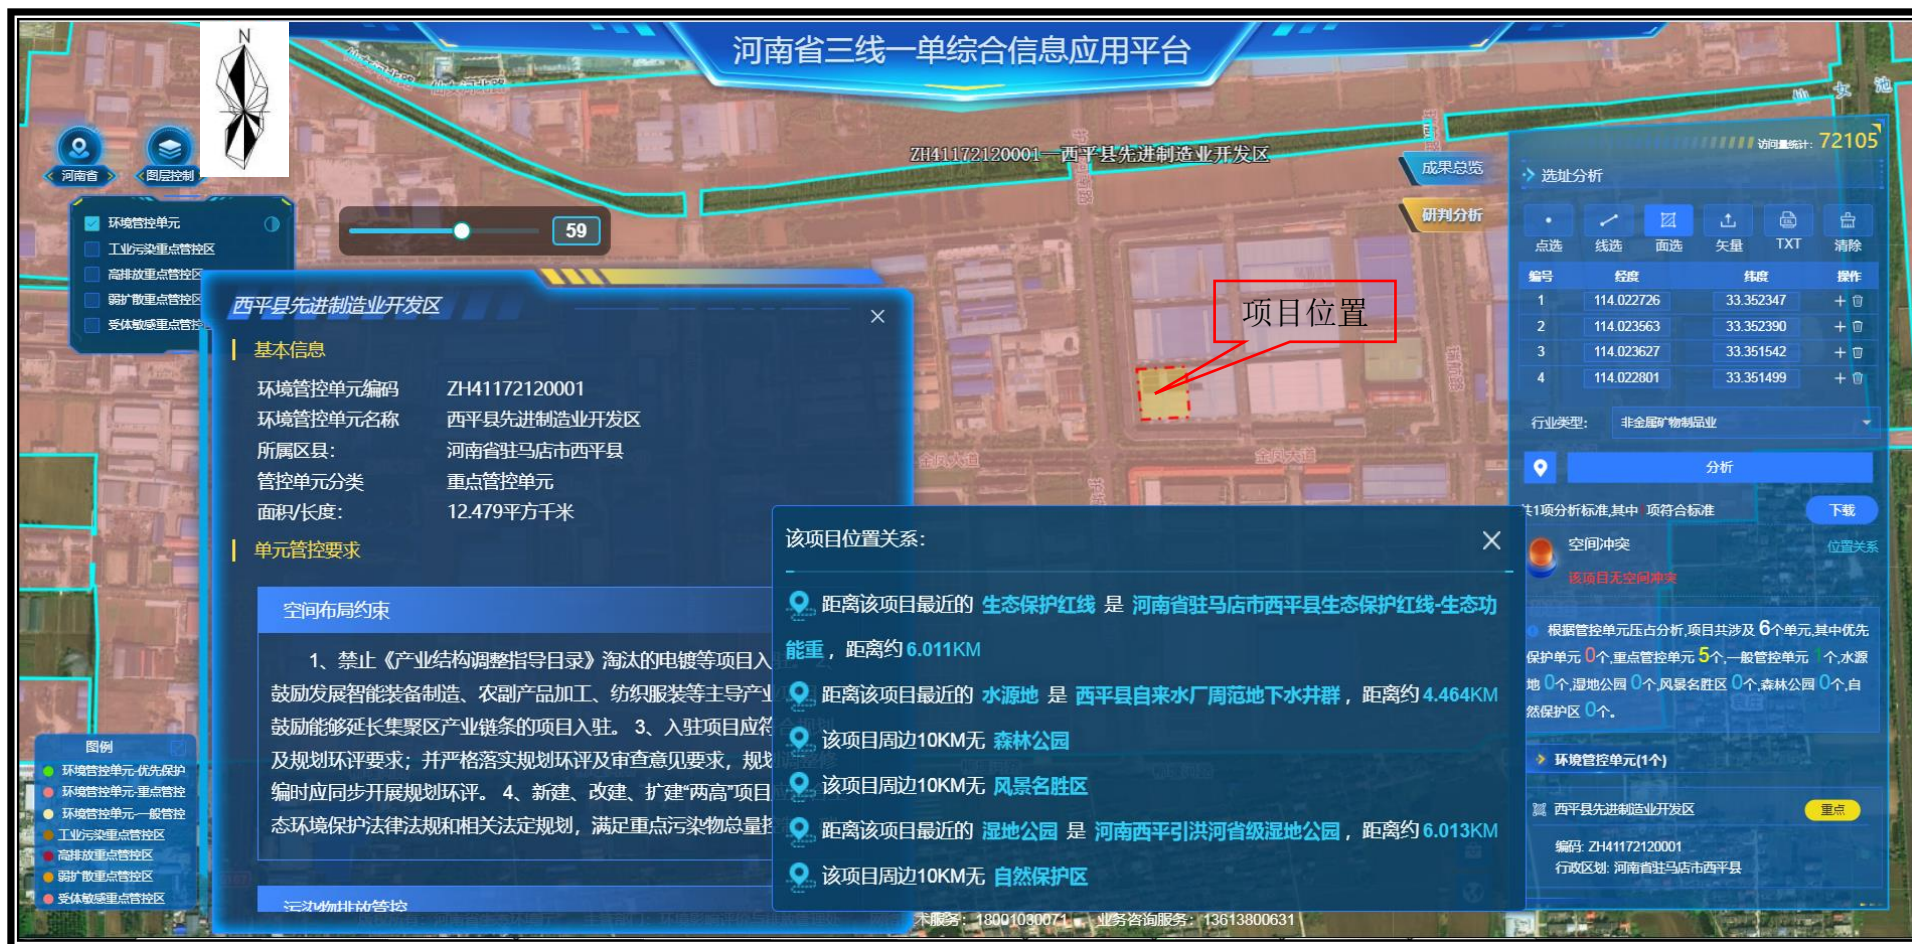 N
河南省三线一单综合信息应用平台
仙女池
河南省
图层控制
环境管控单元
工业污染重点管控区
高排放重点管控区
弱扩散重点管控区
受体敏感重点管控
59
ZH41172120001—西平县先进制造业开发区
成果总览
研判分析
项目位置
金凤大道
金凤大道
西平县先进制造业开发区
基本信息
环境管控单元编码 ZH41172120001
环境管控单元名称 西平县先进制造业开发区
所属区县: 河南省驻马店市西平县
管控单元分类 重点管控单元
面积/长度: 12.479平方千米
单元管控要求
空间布局约束
1、禁止《产业结构调整指导目录》淘汰的电镀等项目入
鼓励发展智能装备制造、农副产品加工、纺织服装等主导产业
鼓励能够延长集聚区产业链条的项目入驻。 3、入驻项目应符合规划
及规划环评要求；并严格落实规划环评及审查意见要求，规划
编时应同步开展规划环评。 4、新建、改建、扩建“两高”项目
态环境保护法律法规和相关法定规划，满足重点污染物总量控
污染物排放管控
该项目位置关系:
距离该项目最近的 生态保护红线 是 河南省驻马店市西平县生态保护红线-生态功
能重，距离约6.011KM
距离该项目最近的 水源地 是 西平县自来水厂周范地下水井群，距离约4.464KM
该项目周边10KM无 森林公园
该项目周边10KM无 风景名胜区
距离该项目最近的 湿地公园 是 河南西平引洪河省级湿地公园，距离约6.013KM
该项目周边10KM无 自然保护区
访问量统计: 72105
选址分析
点选 线选 面选 矢量 TXT 清除
编号 经度 纬度 操作
1 114.022726 33.352347
2 114.023563 33.352390
3 114.023627 33.351542
4 114.022801 33.351499
行业类型: 非金属矿物制品业
分析
1项分析标准,其中 项符合标准
下载
空间冲突
位置关系
该项目无空间冲突
根据管控单元压占分析,项目共涉及6个单元,其中优先
保护单元0个,重点管控单元5个,一般管控单元1个,水源
地0个,湿地公园0个,风景名胜区0个,森林公园0个,自
然保护区0个。
环境管控单元(1个)
西平县先进制造业开发区
重点
编码: ZH41172120001
行政区划: 河南省驻马店市西平县
图例
环境管控单元-优先保护
环境管控单元-重点管控
环境管控单元-一般管控
工业污染重点管控区
高排放重点管控区
弱扩散重点管控区
受体敏感重点管控区
术服务: 18001030071 业务咨询服务: 13613800631